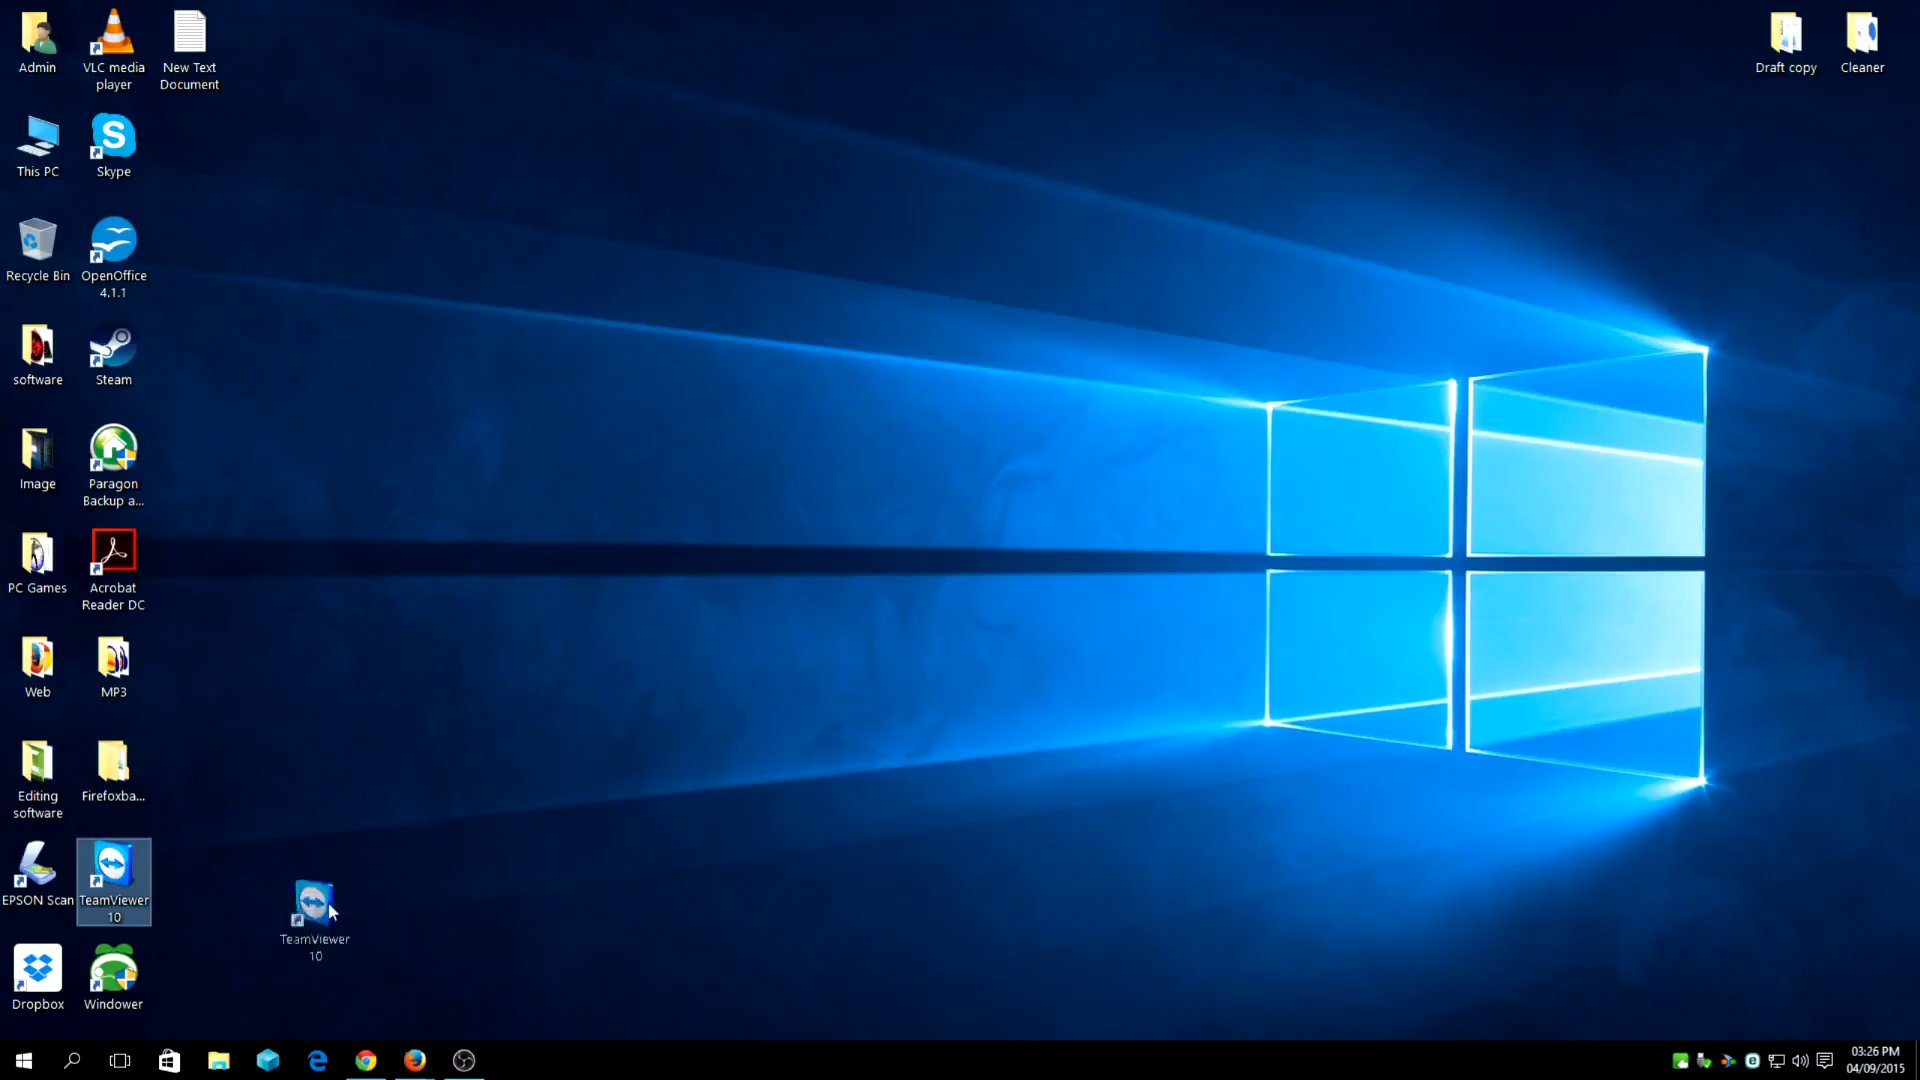 Admin
VLC media
player
New Text
Document
Draft copy
Cleaner
This PC
S
Skype
Recycle Bin
OpenOffice
4.1.1
software
Steam
Image
Paragon
Backup a...
PC Games
Acrobat
Reader DC
Web
MP3
Editing
software
Firefoxba...
EPSON Scan
TeamViewer
10
TeamViewer
10
Dropbox
Windower
03:26 PM
04/09/2015